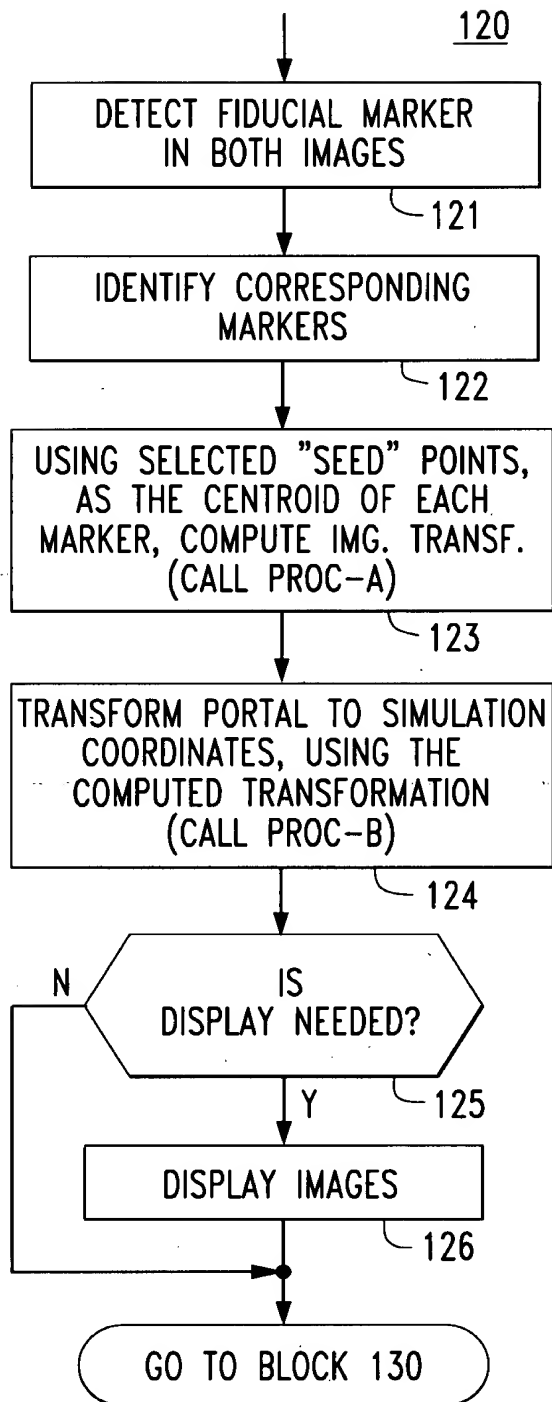 120
DETECT FIDUCIAL MARKER
IN BOTH IMAGES
121
IDENTIFY CORRESPONDING
MARKERS
122
USING SELECTED "SEED" POINTS,
AS THE CENTROID OF EACH
MARKER, COMPUTE IMG. TRANSF.
(CALL PROC-A)
123
TRANSFORM PORTAL TO SIMULATION
COORDINATES, USING THE
COMPUTED TRANSFORMATION
(CALL PROC-B)
124
N
IS
DISPLAY NEEDED?
125
Y
DISPLAY IMAGES
126
GO TO BLOCK 130